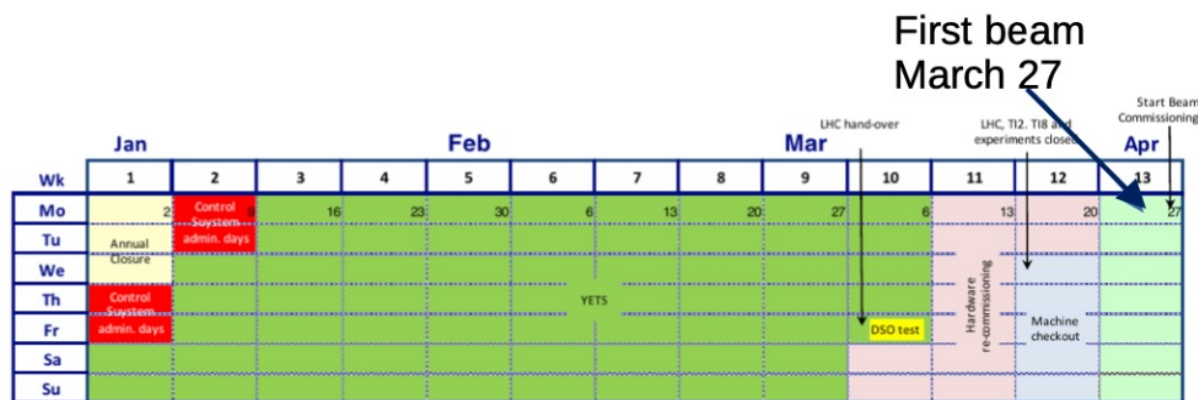 First beam
March 27
Start Beam
Commissioning
LHC hand-over
LHC, TI2. TI8 and
experiments closed
Jan Feb Mar Apr
Wk 1 2 3 4 5 6 7 8 9 10 11 12 13
Mo 2 9 16 23 30 6 13 20 27 6 13 20 27
Control
Suystem
admin. days
Tu
Annual
Closure
We
Th
Control
Suystem
admin. days
YETS
Hardware
re-commissioning
Fr
DSO test
Machine
checkout
Sa
Su